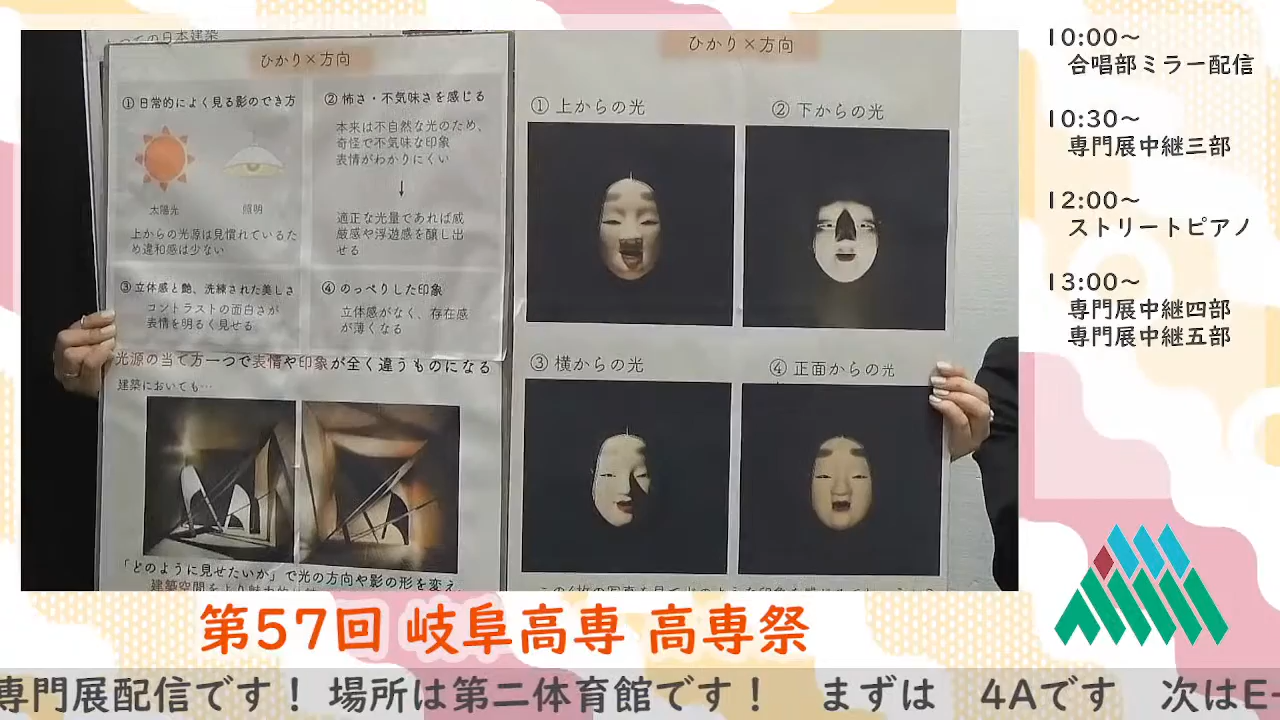 っての日本建築
ひかり×方向
① 日常的によく見る影のでき方
太陽光
照明
上からの光源は見慣れているた
め違和感は少ない
② 怖さ・不気味さを感じる
本来は不自然な光のため、
奇怪で不気味な印象
表情がわかりにくい
↓
適正な光量であれば威
厳感や浮遊感を醸し出
せる
③ 立体感と艶、洗練された美しさ
コントラストの面白さが
表情を明るく見せる
④ のっぺりした印象
立体感がなく、存在感
が薄くなる
光源の当て方一つで表情や印象が全く違うものになる
建築においても…
「どのように見せたいか」で光の方向や影の形を変え、
ひかり×方向
① 上からの光
② 下からの光
③ 横からの光
④ 正面からの光
10:00～
合唱部ミラー配信
10:30～
専門展中継三部
12:00～
ストリートピアノ
13:00～
専門展中継四部
専門展中継五部
第57回 岐阜高専 高専祭
専門展配信です！ 場所は第二体育館です！ まずは 4Aです 次はE-